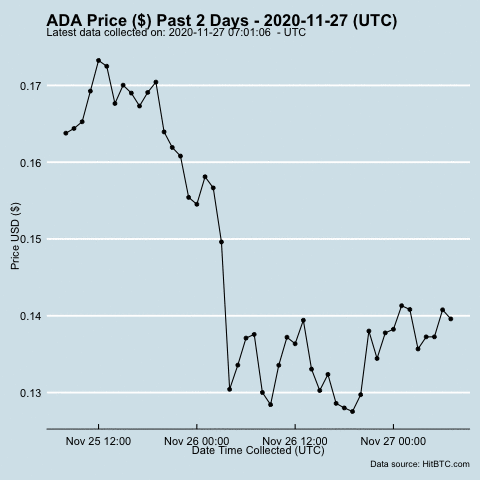 ADA Price ($) Past 2 Days - 2020-11-27 (UTC)
Latest data collected on: 2020-11-27 07:01:06 - UTC
0.17
0.16
0.15
0.14
0.13
Price USD ($)
Nov 25 12:00 Nov 26 00:00 Nov 26 12:00 Nov 27 00:00
Date Time Collected (UTC)
Data source: HitBTC.com